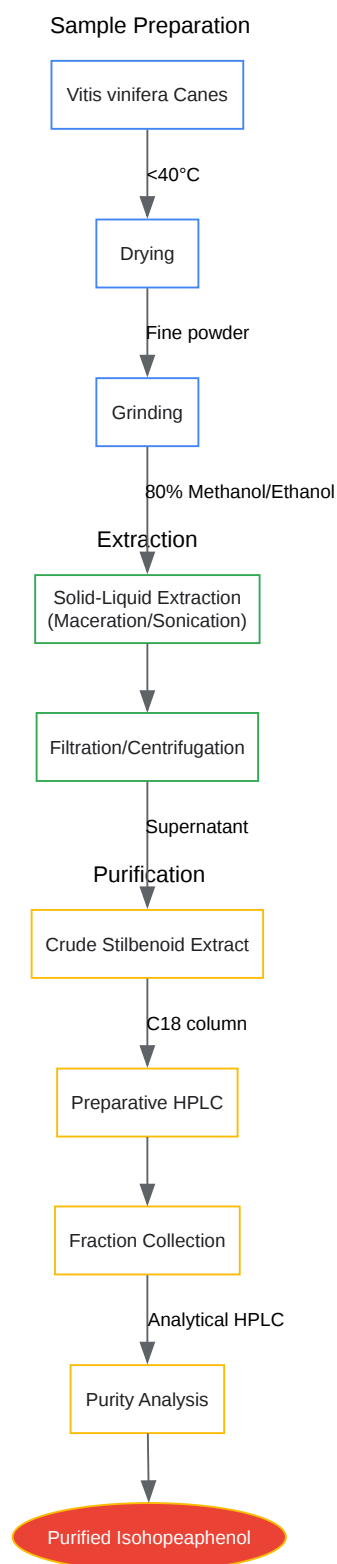 Sample Preparation
Vitis vinifera Canes
<40°C
Drying
Fine powder
Grinding
80% Methanol/Ethanol
Extraction
Solid-Liquid Extraction
(Maceration/Sonication)
Filtration/Centrifugation
Supernatant
Purification
Crude Stilbenoid Extract
C18 column
Preparative HPLC
Fraction Collection
Analytical HPLC
Purity Analysis
Purified Isohopeaphenol